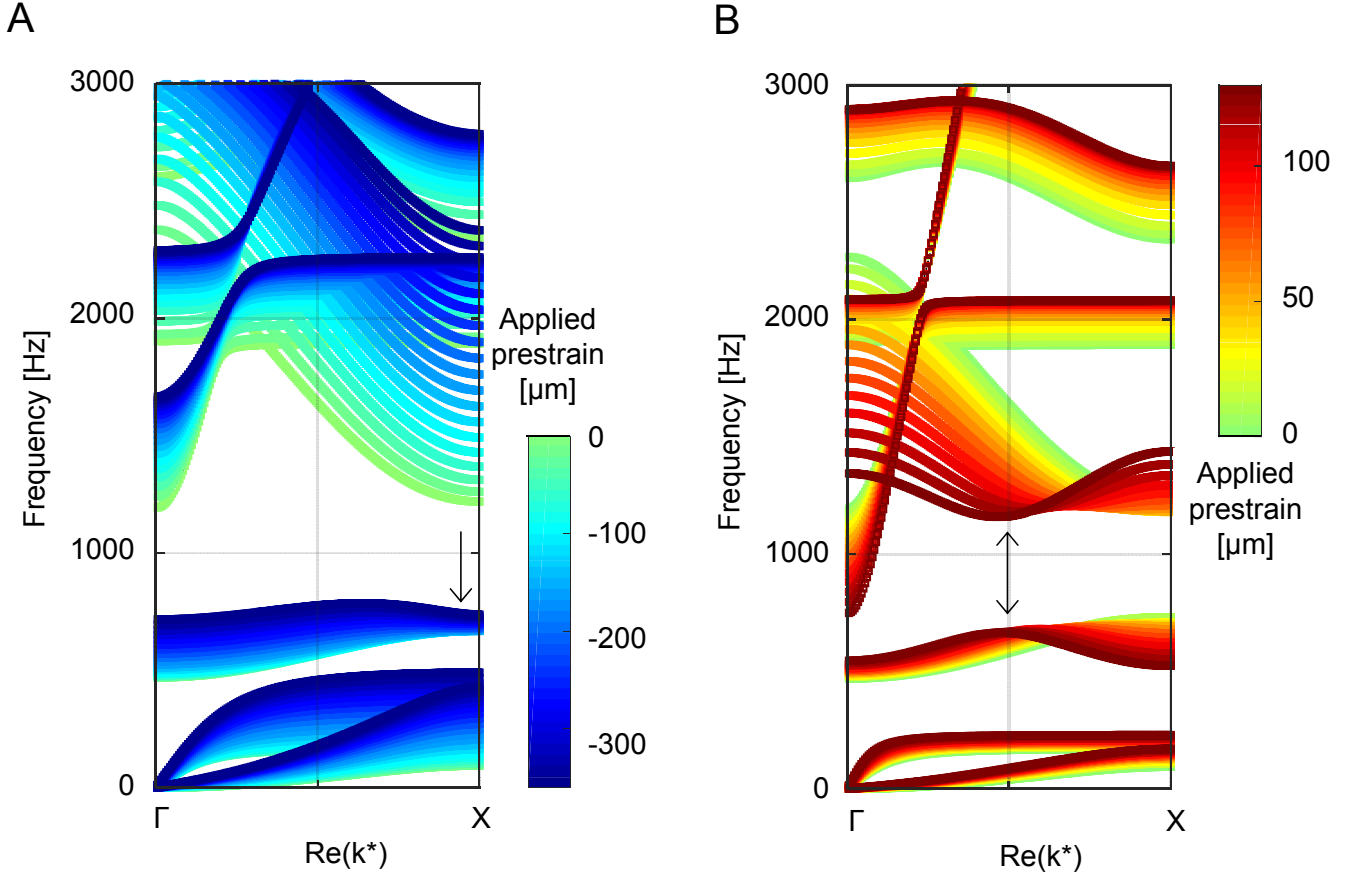 A
3000
2000
1000
0
Frequency [Hz]
Γ
X
Re(k*)
Applied
prestrain
[μm]
0
-100
-200
-300
B
3000
2000
1000
0
Frequency [Hz]
Γ
X
Re(k*)
100
50
0
Applied
prestrain
[μm]